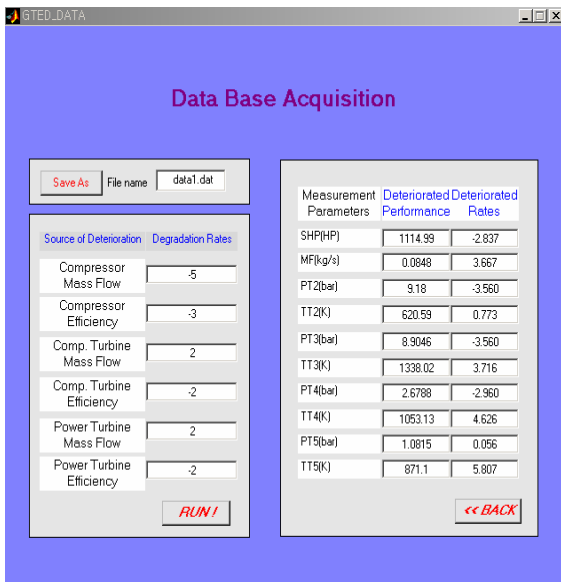 GTED_DATA
Data Base Acquisition
Save As File name data1.dat
Source of Deterioration Degradation Rates
Compressor
Mass Flow -5
Compressor
Efficiency -3
Comp. Turbine
Mass Flow 2
Comp. Turbine
Efficiency -2
Power Turbine
Mass Flow 2
Power Turbine
Efficiency -2
RUN !
Measurement Deteriorated Deteriorated
Parameters Performance Rates
SHP(HP) 1114.99 -2.837
MF(kg/s) 0.0848 3.667
PT2(bar) 9.18 -3.560
TT2(K) 620.59 0.773
PT3(bar) 8.9046 -3.560
TT3(K) 1338.02 3.716
PT4(bar) 2.6788 -2.960
TT4(K) 1053.13 4.626
PT5(bar) 1.0815 0.056
TT5(K) 871.1 5.807
<< BACK